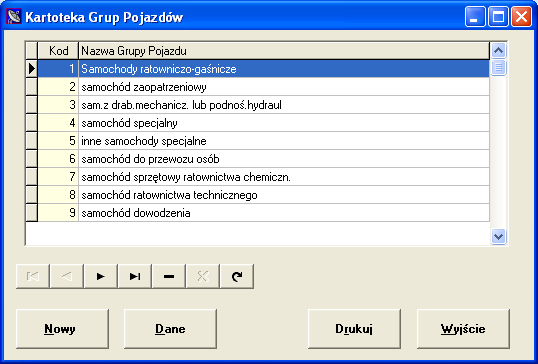 Kartoteka Grup Pojazdów
Kod Nazwa Grupy Pojazdu
1 Samochody ratowniczo-gaśnicze
2 samochód zaopatrzeniowy
3 sam.z drab.mechanicz. lub podnoś.hydraul
4 samochód specjalny
5 inne samochody specjalne
6 samochód do przewozu osób
7 samochód sprzętowy ratownictwa chemiczn.
8 samochód ratownictwa technicznego
9 samochód dowodzenia
Nowy Dane Drukuj Wyjście